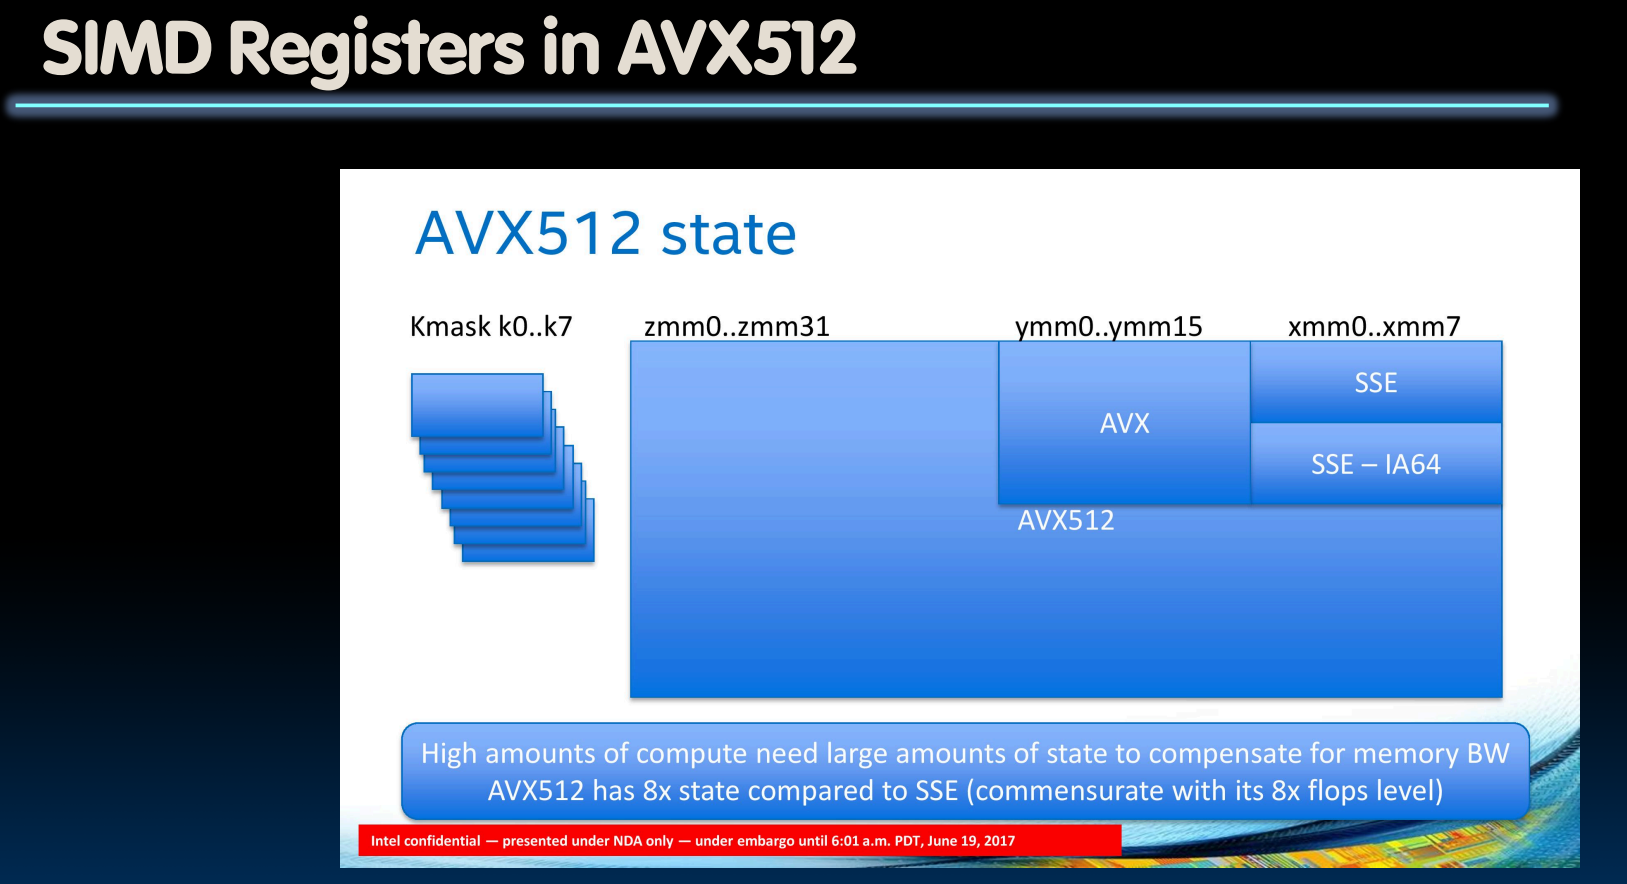 SIMD Registers in AVX512
AVX512 state
Kmask k0..k7
zmm0..zmm31
ymm0..ymm15
xmm0..xmm7
SSE
AVX
SSE – IA64
AVX512
High amounts of compute need large amounts of state to compensate for memory BW
AVX512 has 8x state compared to SSE (commensurate with its 8x flops level)
Intel confidential — presented under NDA only — under embargo until 6:01 a.m. PDT, June 19, 2017